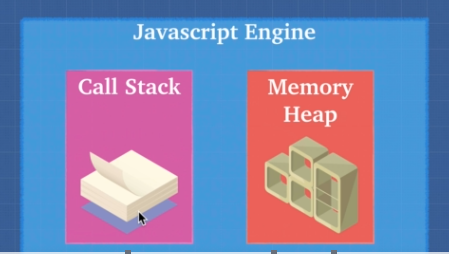 Javascript Engine
Call Stack
Memory
Heap